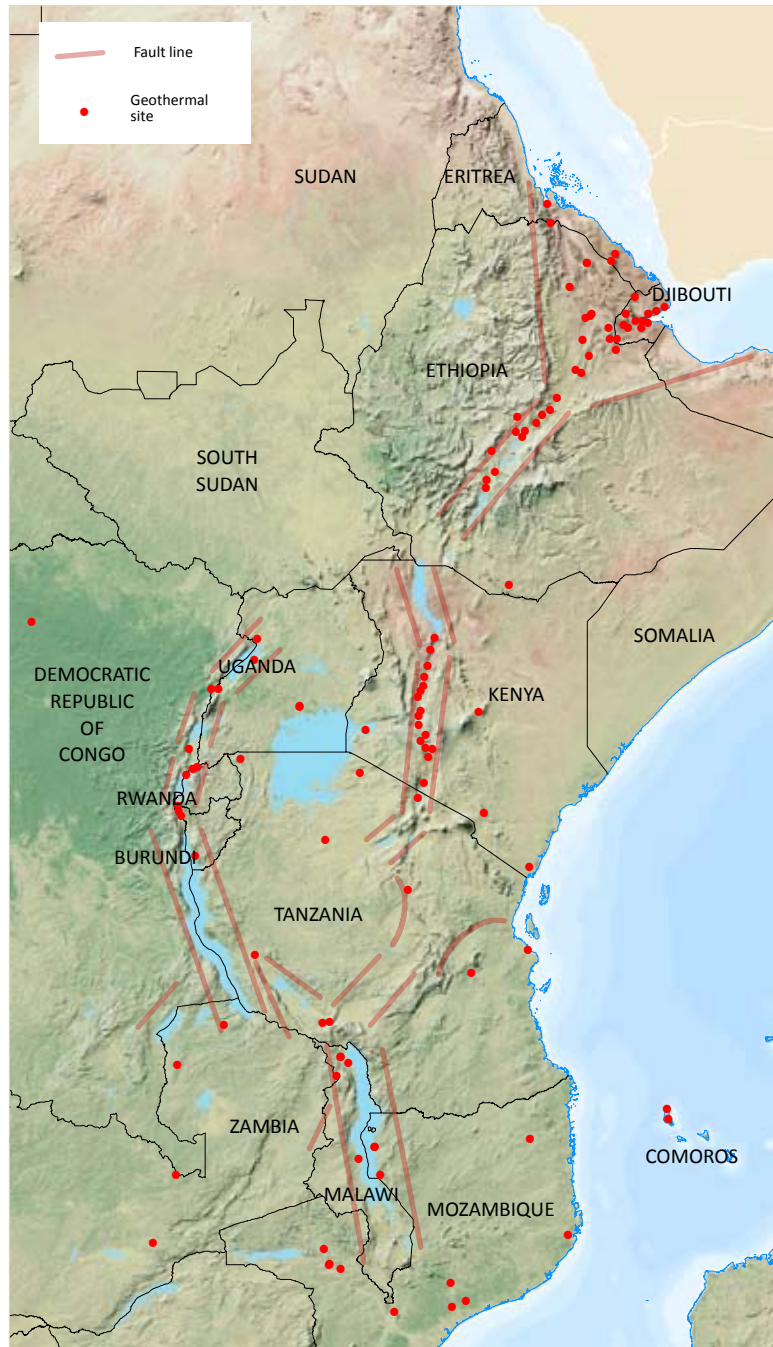 Fault line
Geothermal
site
SUDAN
ERITREA
DJIBOUTI
ETHIOPIA
SOUTH
SUDAN
SOMALIA
UGANDA
DEMOCRATIC
REPUBLIC
OF
CONGO
KENYA
RWANDA
BURUNDI
TANZANIA
ZAMBIA
COMOROS
MALAWI
MOZAMBIQUE